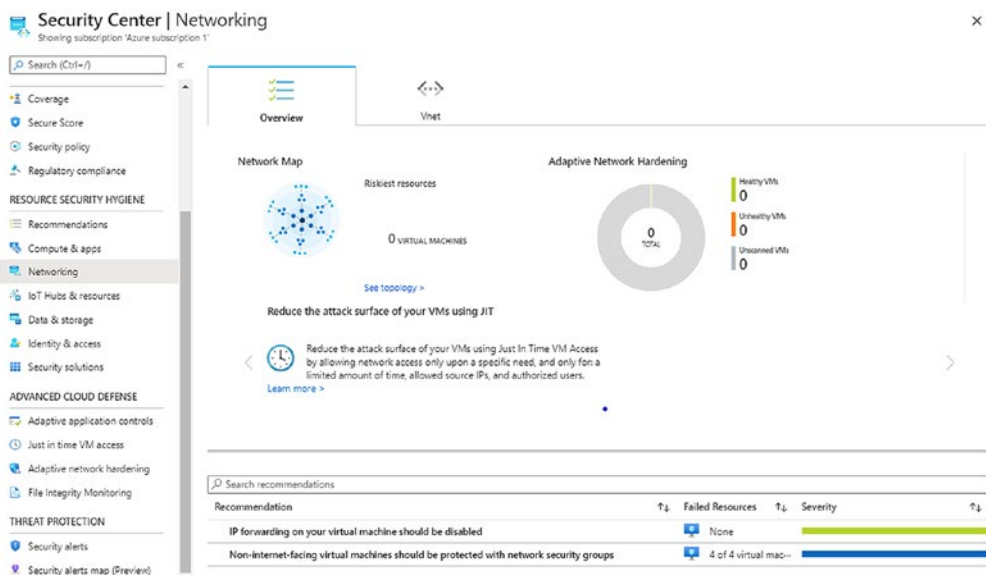 Security Center | Networking
Showing subscription 'Azure subscription 1'
Search (Ctrl+/)
«
Coverage
Secure Score
Security policy
Regulatory compliance
RESOURCE SECURITY HYGIENE
Recommendations
Compute & apps
Networking
IoT Hubs & resources
Data & storage
Identity & access
Security solutions
ADVANCED CLOUD DEFENSE
Adaptive application controls
Just in time VM access
Adaptive network hardening
File Integrity Monitoring
THREAT PROTECTION
Security alerts
Security alerts map (Preview)
Overview
Vnet
Network Map
Riskiest resources
0 VIRTUAL MACHINES
See topology >
Adaptive Network Hardening
0
TOTAL
Healthy VMs
0
Unhealthy VMs
0
Unscanned VMs
0
Reduce the attack surface of your VMs using JIT
Reduce the attack surface of your VMs using Just In Time VM Access
by allowing network access only upon a specific need, and only for a
limited amount of time, allowed source IPs, and authorized users.
Learn more >
Search recommendations
Recommendation ↑↓ Failed Resources ↑↓ Severity ↑↓
IP forwarding on your virtual machine should be disabled None
Non-internet-facing virtual machines should be protected with network security groups 4 of 4 virtual mac...